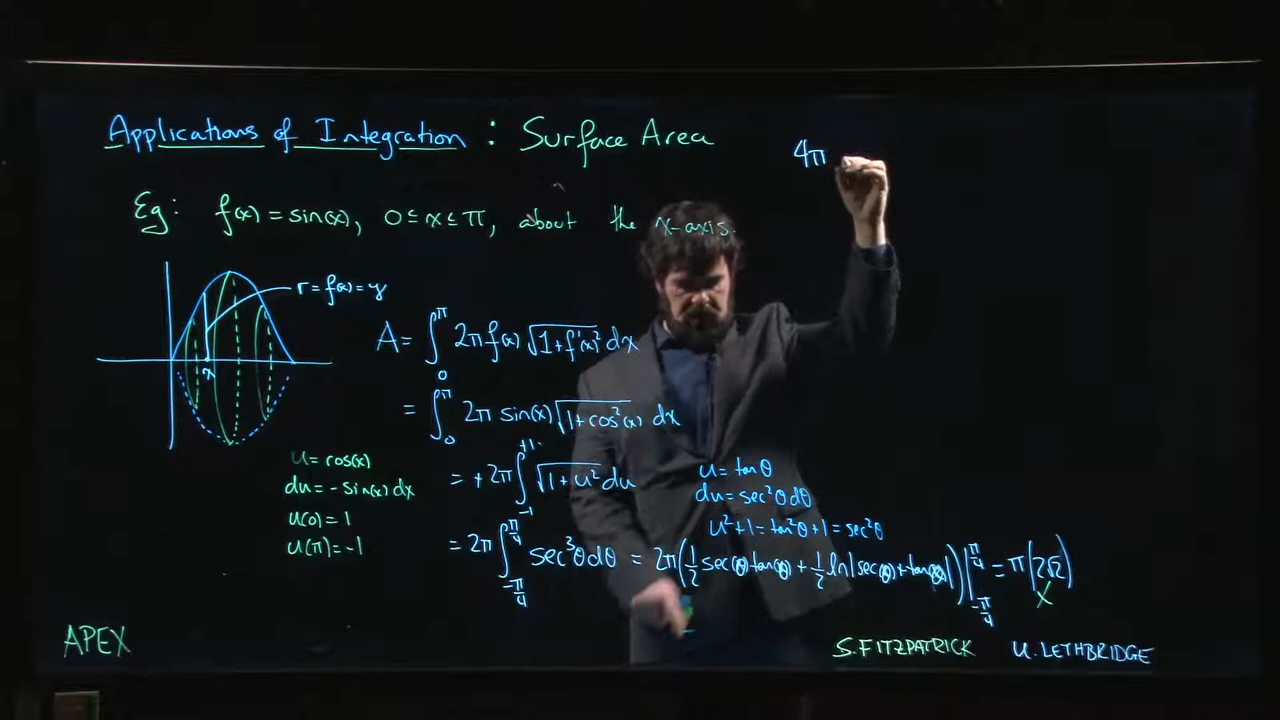 Applications of Integration : Surface Area
4π
Eg: f(x) = sin(x), 0 ≤ x ≤ π, about the x-axis.
r = f(x) = y
x
A = ∫₀^π 2π f(x) √(1+f'(x)²) dx
= ∫₀^π 2π sin(x) √(1+cos²(x)) dx
u = cos(x)
du = -sin(x) dx
u(0) = 1
u(π) = -1
= +2π ∫₋₁^{+1} √(1+u²) du
u = tan θ
du = sec²θ dθ
u²+1 = tan²θ+1 = sec²θ
= 2π ∫_{-π/4}^{π/4} sec³θ dθ = 2π(½ sec(θ) tan(θ) + ½ ln|sec(θ) + tan(θ)|)|_{-π/4}^{π/4} = π(2√2)
X
APEX
S. FITZPATRICK
U. LETHBRIDGE